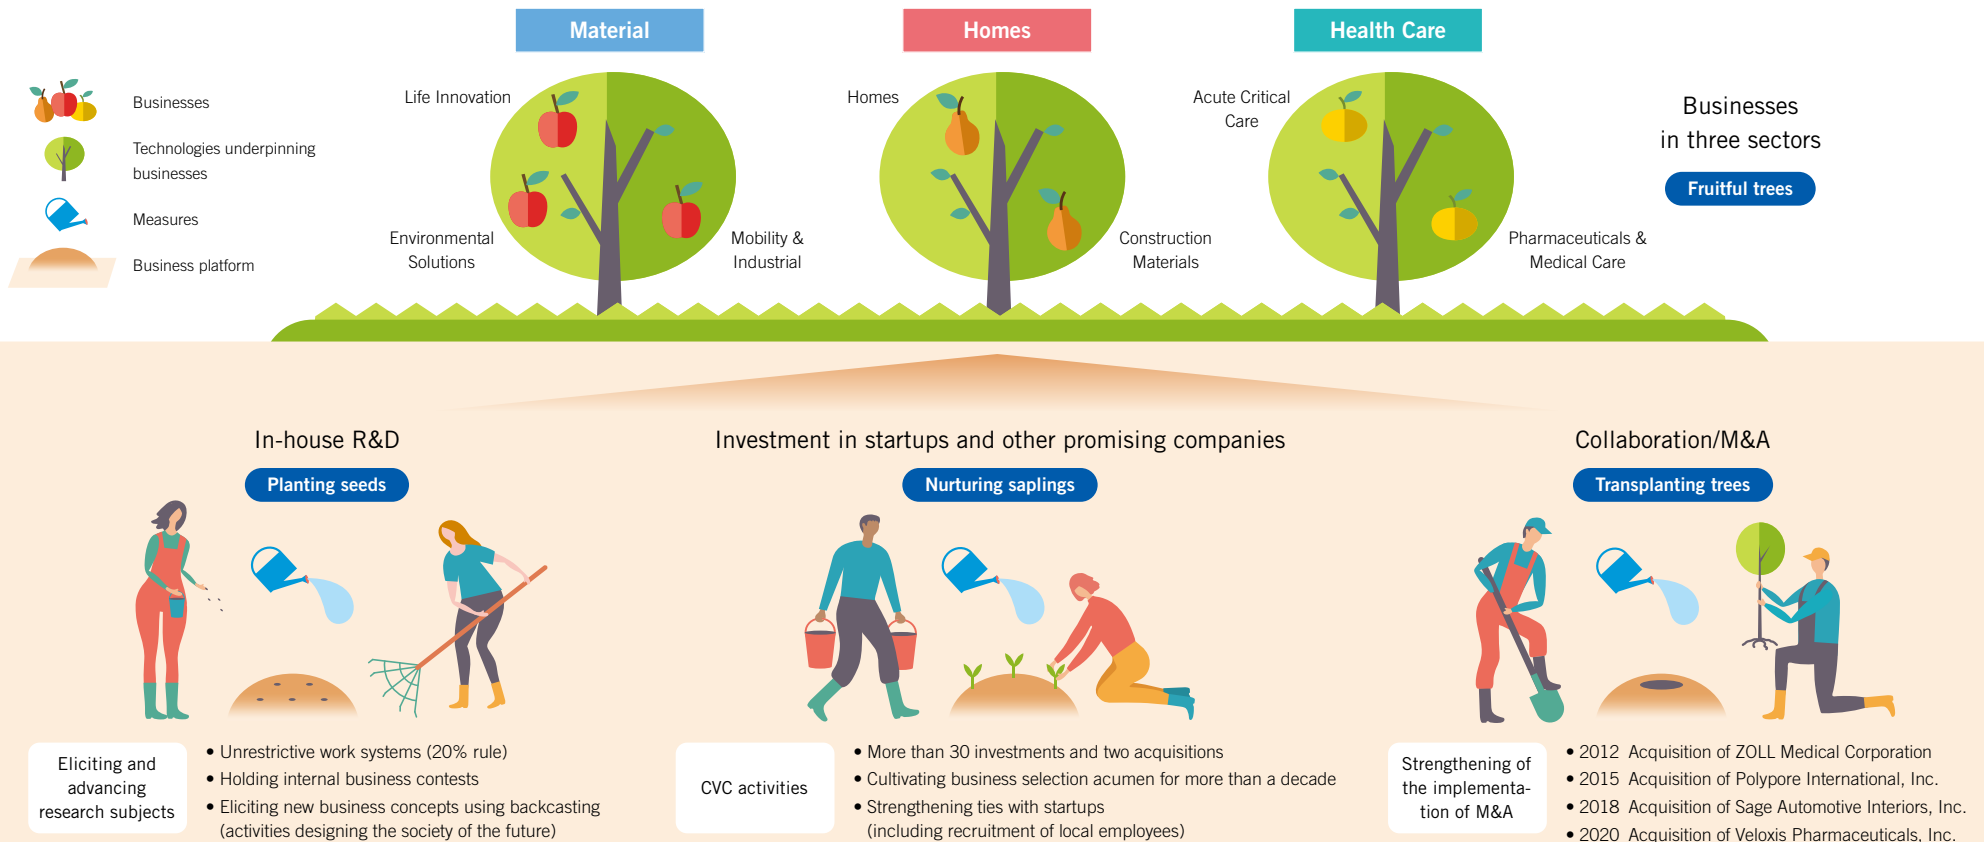 Material
Homes
Health Care
Businesses
Technologies underpinning
businesses
Measures
Business platform
Life Innovation
Environmental
Solutions
Mobility &
Industrial
Homes
Construction
Materials
Acute Critical
Care
Pharmaceuticals &
Medical Care
Businesses
in three sectors
Fruitful trees
In-house R&D
Planting seeds
Investment in startups and other promising companies
Nurturing saplings
Collaboration/M&A
Transplanting trees
Eliciting and
advancing
research subjects
• Unrestrictive work systems (20% rule)
• Holding internal business contests
• Eliciting new business concepts using backcasting
(activities designing the society of the future)
CVC activities
• More than 30 investments and two acquisitions
• Cultivating business selection acumen for more than a decade
• Strengthening ties with startups
(including recruitment of local employees)
Strengthening of
the implementa-
tion of M&A
• 2012 Acquisition of ZOLL Medical Corporation
• 2015 Acquisition of Polypore International, Inc.
• 2018 Acquisition of Sage Automotive Interiors, Inc.
• 2020 Acquisition of Veloxis Pharmaceuticals, Inc.